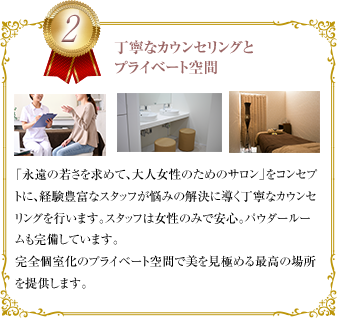 2
丁寧なカウンセリングと
プライベート空間
「永遠の若さを求めて、大人女性のためのサロン」をコンセプ
トに、経験豊富なスタッフが悩みの解決に導く丁寧なカウンセ
リングを行います。スタッフは女性のみで安心。パウダールー
ムも完備しています。
完全個室化のプライベート空間で美を見極める最高の場所
を提供します。